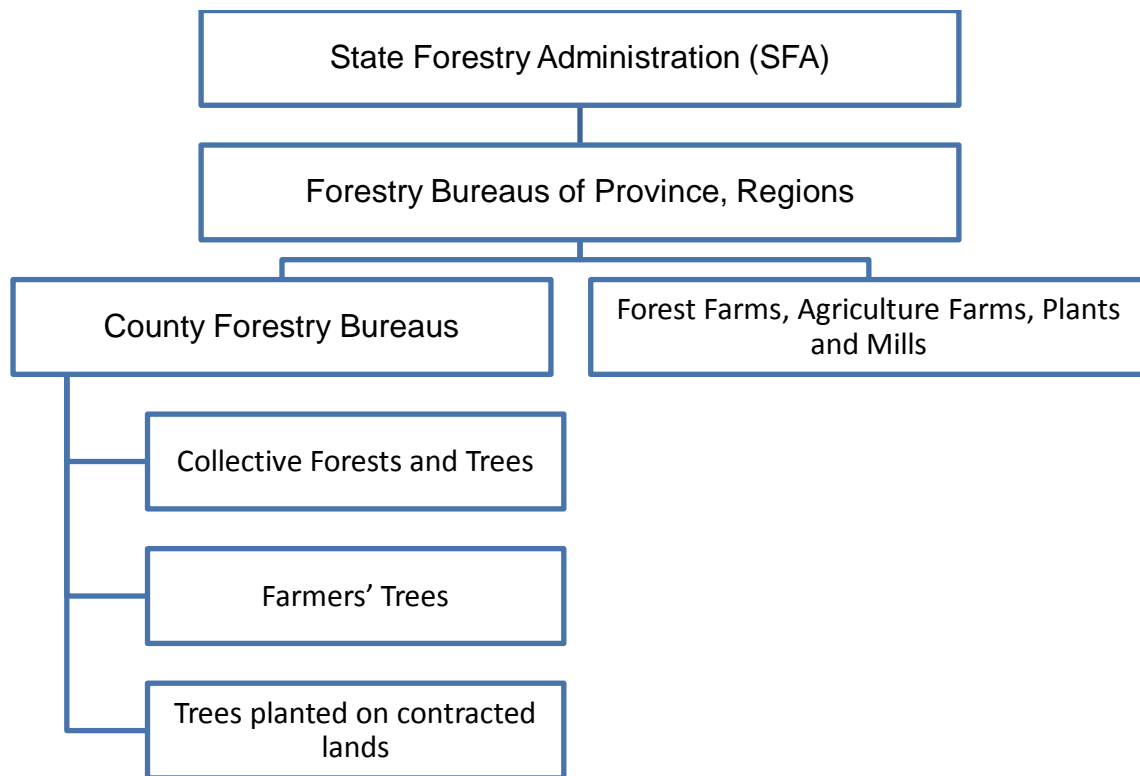 State Forestry Administration (SFA)
Forestry Bureaus of Province, Regions
County Forestry Bureaus
Forest Farms, Agriculture Farms, Plants
and Mills
Collective Forests and Trees
Farmers’ Trees
Trees planted on contracted
lands